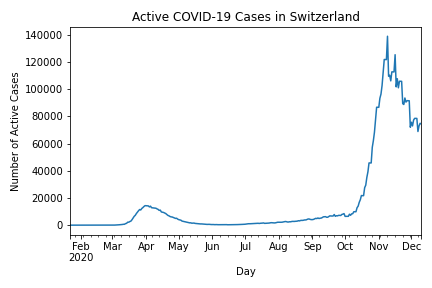 Active COVID-19 Cases in Switzerland
140000
120000
100000
80000
60000
40000
20000
0
Number of Active Cases
Feb Mar Apr May Jun Jul Aug Sep Oct Nov Dec
2020
Day